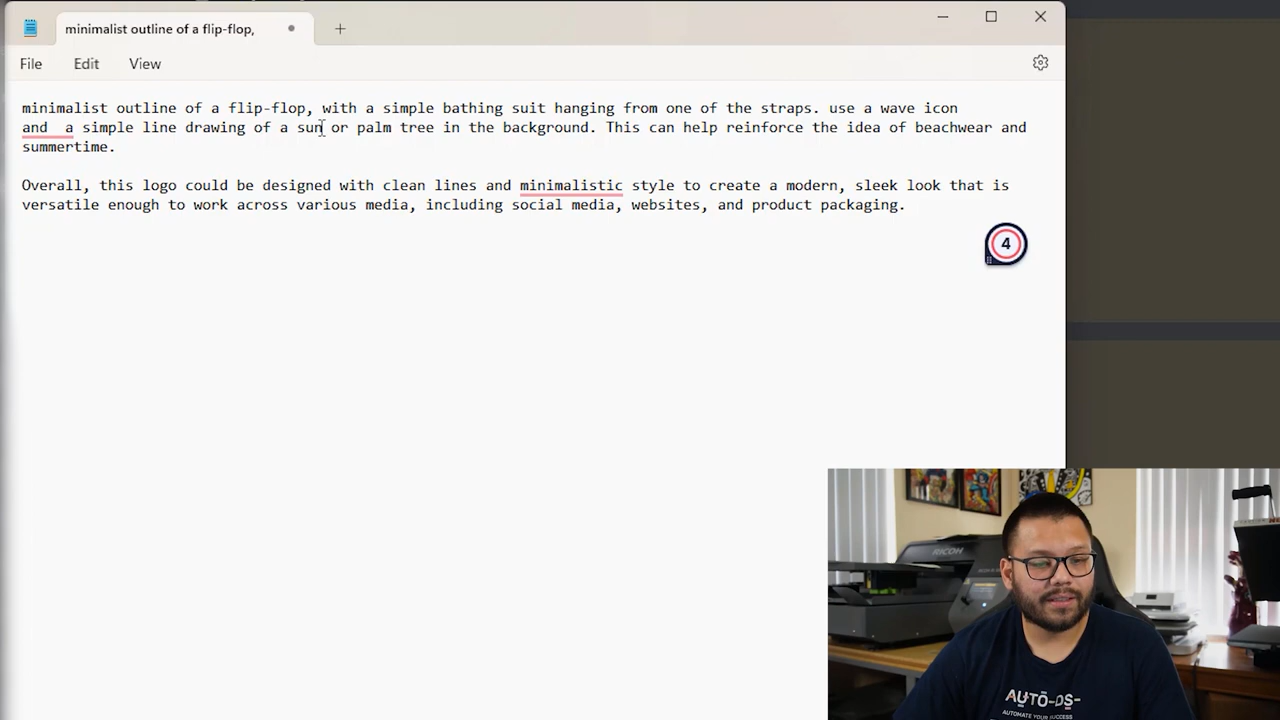 minimalist outline of a flip-flop,
File
Edit
View
minimalist outline of a flip-flop, with a simple bathing suit hanging from one of the straps. use a wave icon
and  a simple line drawing of a sun or palm tree in the background. This can help reinforce the idea of beachwear and
summertime.
Overall, this logo could be designed with clean lines and minimalistic style to create a modern, sleek look that is
versatile enough to work across various media, including social media, websites, and product packaging.
4
RICOH
AUTO-DS-
AUTOMATE YOUR SUCCESS